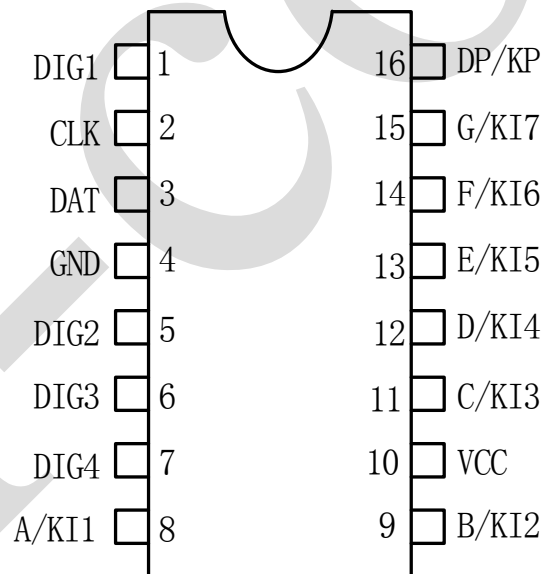 DIG1 1 16 DP/KP
CLK 2 15 G/KI7
DAT 3 14 F/KI6
GND 4 13 E/KI5
DIG2 5 12 D/KI4
DIG3 6 11 C/KI3
DIG4 7 10 VCC
A/KI1 8 9 B/KI2